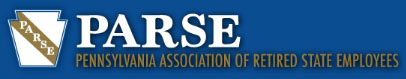 PARSE
PARSE
PENNSYLVANIA ASSOCIATION OF RETIRED STATE EMPLOYEES